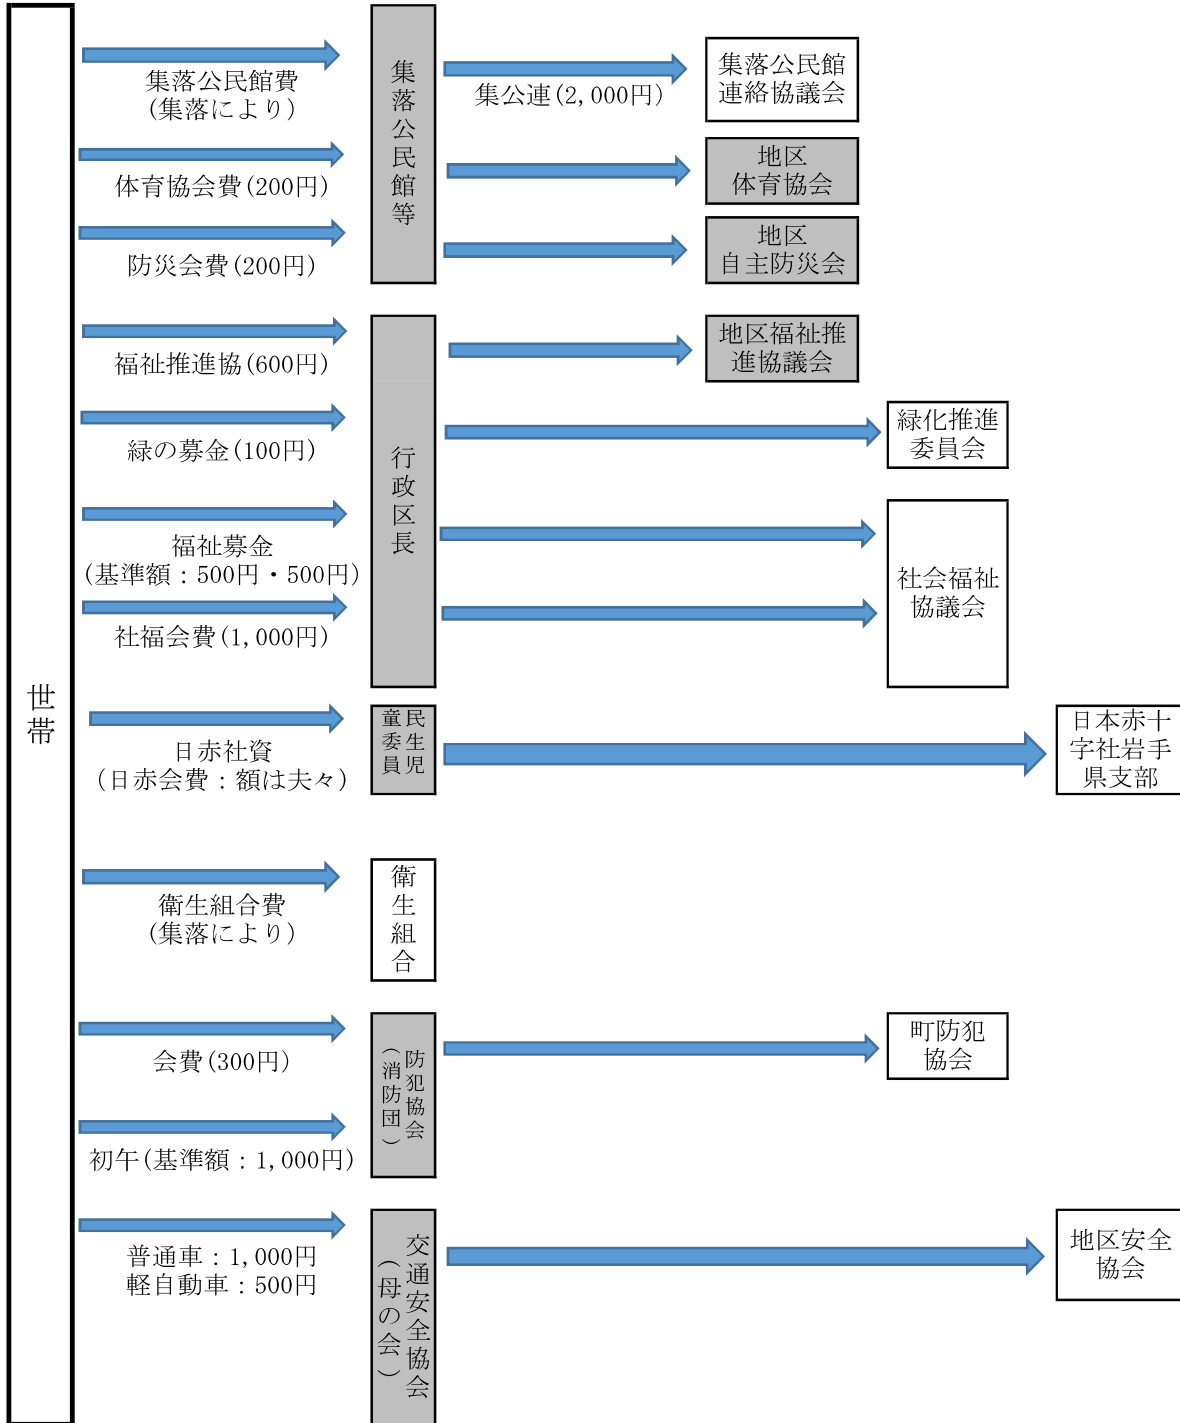 世帯
集落公民館費
(集落により)
体育協会費(200円)
防災会費(200円)
集落公民館等
集公連(2,000円)
集落公民館
連絡協議会
地区
体育協会
地区
自主防災会
福祉推進協(600円)
緑の募金(100円)
福祉募金
(基準額：500円・500円)
社福会費(1,000円)
行政区長
地区福祉推
進協議会
緑化推進
委員会
社会福祉
協議会
日赤社資
(日赤会費：額は夫々)
民生児
童委員
日本赤十
字社岩手
県支部
衛生組合費
(集落により)
衛生組合
会費(300円)
初午(基準額：1,000円)
防犯協会
(消防団)
町防犯
協会
普通車：1,000円
軽自動車：500円
交通安全協会
(母の会)
地区安全
協会